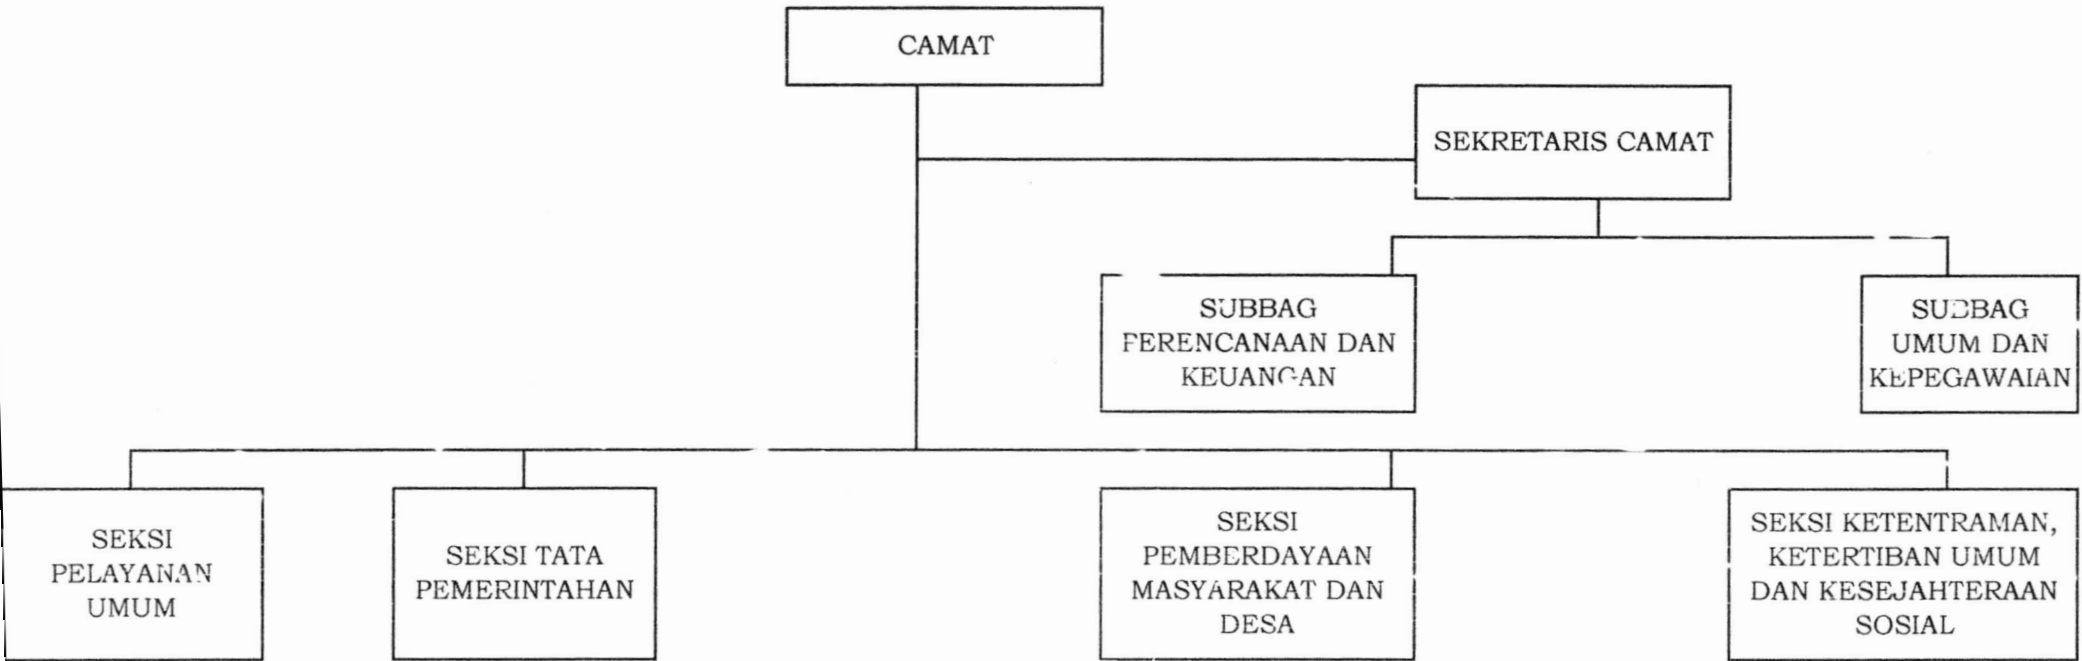 CAMAT
SEKRETARIS CAMAT
SUBBAG
PERENCANAAN DAN
KEUANGAN
SUBBAG
UMUM DAN
KEPEGAWAIAN
SEKSI
PELAYANAN
UMUM
SEKSI TATA
PEMERINTAHAN
SEKSI
PEMBERDAYAAN
MASYARAKAT DAN
DESA
SEKSI KETENTRAMAN,
KETERTIBAN UMUM
DAN KESEJAHTERAAN
SOSIAL